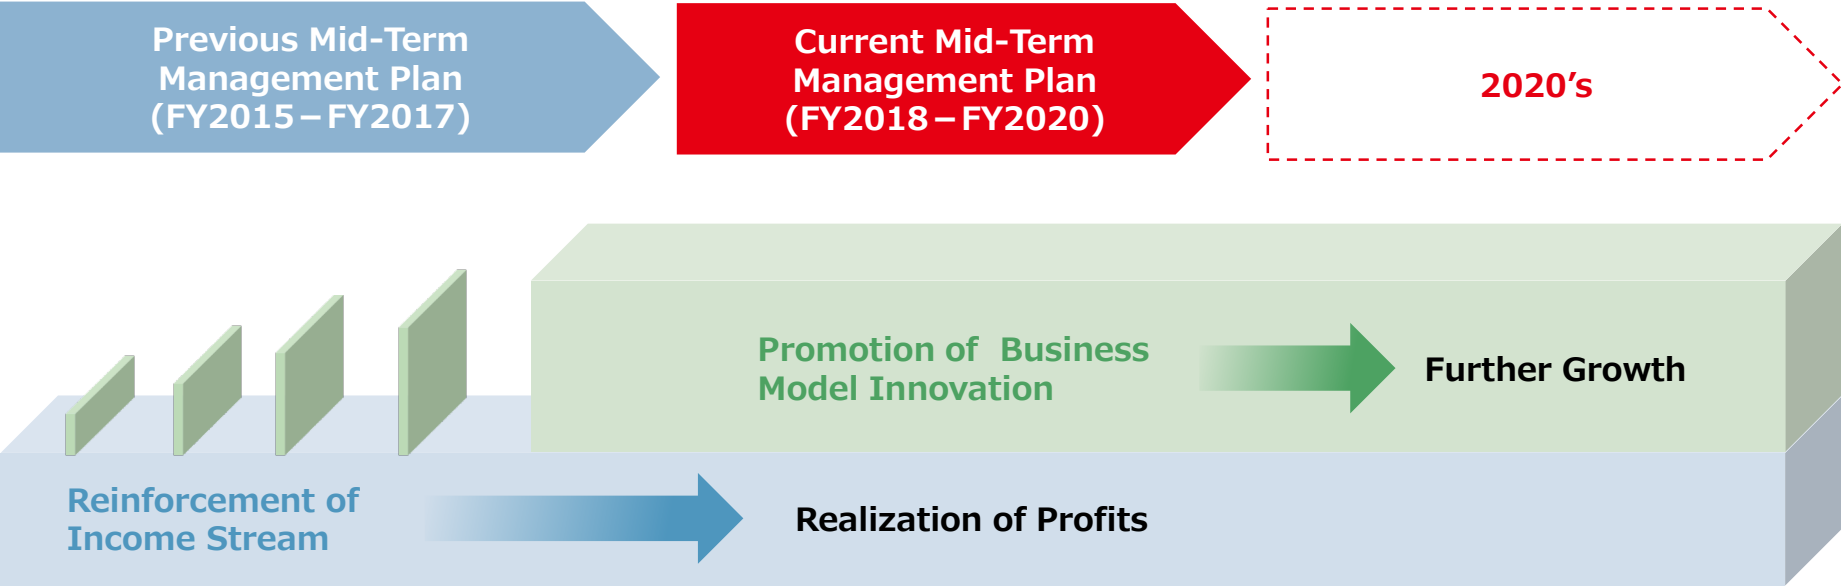 Previous Mid-Term
Management Plan
(FY2015－FY2017)
Current Mid-Term
Management Plan
(FY2018－FY2020)
2020’s
Promotion of Business
Model Innovation
Further Growth
Reinforcement of
Income Stream
Realization of Profits